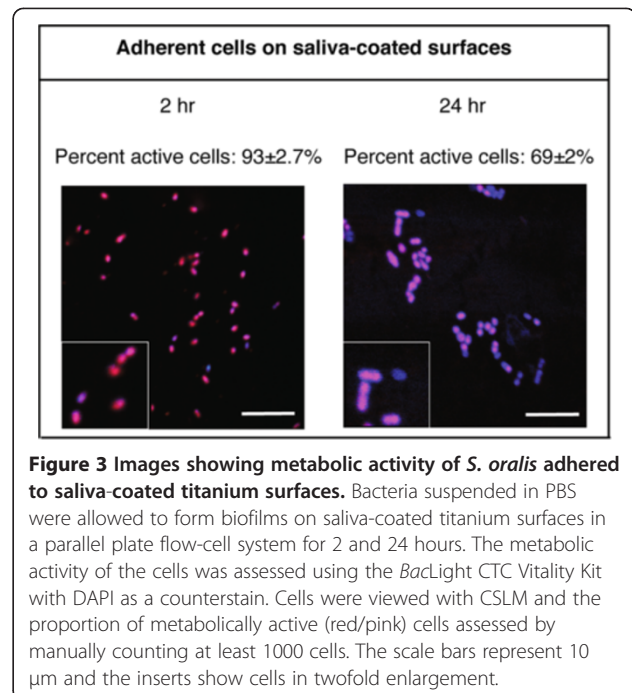 Adherent cells on saliva-coated surfaces
2 hr 24 hr
Percent active cells: 93±2.7% Percent active cells: 69±2%
Figure 3 Images showing metabolic activity of S. oralis adhered
to saliva-coated titanium surfaces. Bacteria suspended in PBS
were allowed to form biofilms on saliva-coated titanium surfaces in
a parallel plate flow-cell system for 2 and 24 hours. The metabolic
activity of the cells was assessed using the BacLight CTC Vitality Kit
with DAPI as a counterstain. Cells were viewed with CSLM and the
proportion of metabolically active (red/pink) cells assessed by
manually counting at least 1000 cells. The scale bars represent 10
μm and the inserts show cells in twofold enlargement.